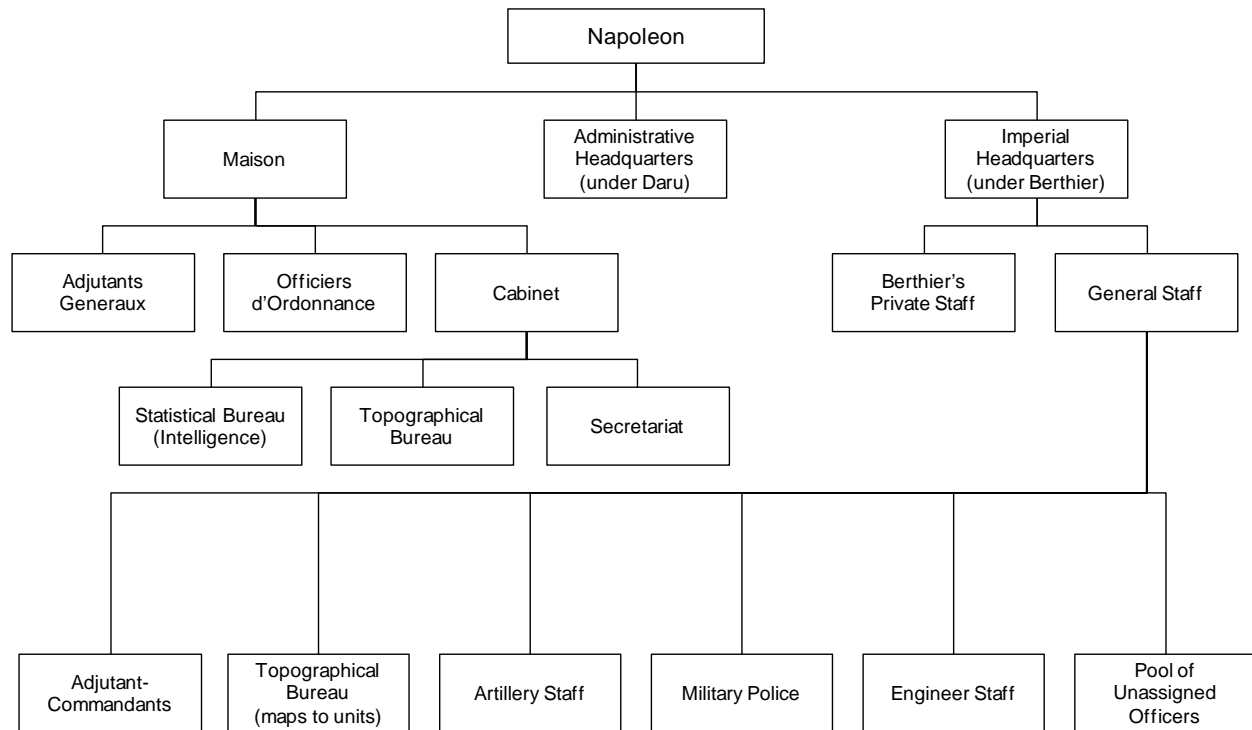 Napoleon
Maison
Administrative
Headquarters
(under Daru)
Imperial
Headquarters
(under Berthier)
Adjutants
Generaux
Officiers
d’Ordonnance
Cabinet
Berthier’s
Private Staff
General Staff
Statistical Bureau
(Intelligence)
Topographical
Bureau
Secretariat
Adjutant-
Commandants
Topographical
Bureau
(maps to units)
Artillery Staff
Military Police
Engineer Staff
Pool of
Unassigned
Officers